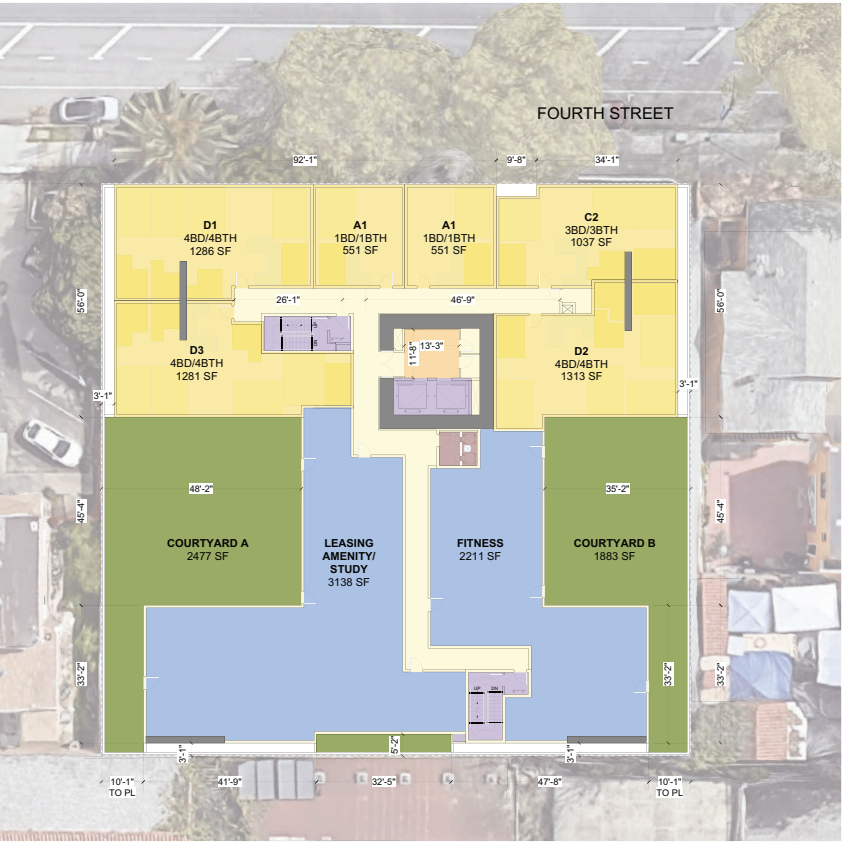 FOURTH STREET
92'-1"
9'-8"
34'-1"
D1
4BD/4BTH
1286 SF
A1
1BD/1BTH
551 SF
A1
1BD/1BTH
551 SF
C2
3BD/3BTH
1037 SF
56'-0"
26'-1"
46'-9"
56'-0"
UP
DN
D3
4BD/4BTH
1281 SF
11'-8"
13'-3"
D2
4BD/4BTH
1313 SF
3'-1"
3'-1"
48'-2"
35'-2"
45'-4"
45'-4"
COURTYARD A
2477 SF
LEASING
AMENITY/
STUDY
3138 SF
FITNESS
2211 SF
COURTYARD B
1883 SF
33'-2"
33'-2"
33'-2"
UP
DN
3'-1"
5'-2"
3'-1"
10'-1"
TO PL
41'-9"
32'-5"
47'-8"
10'-1"
TO PL